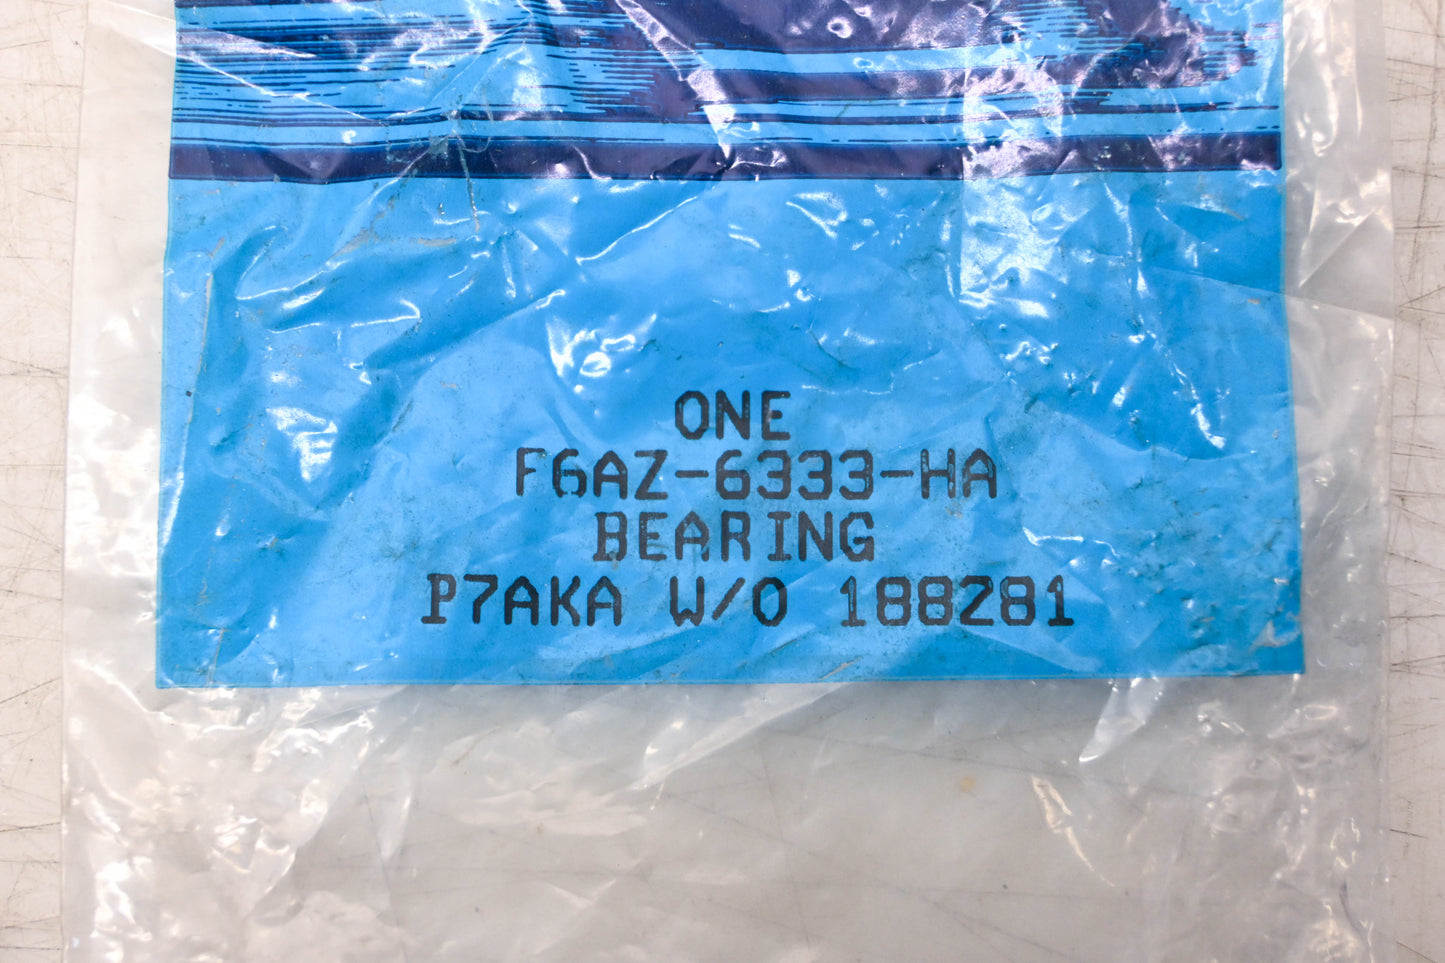 ONE
F6AZ-6333-HA
BEARING
P7AKA W/O 188281